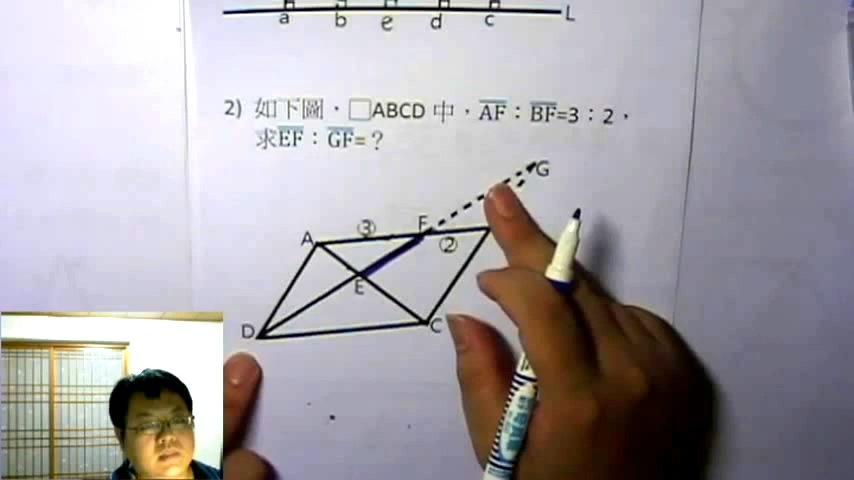 a b e d c L
2) 如下圖，□ABCD 中，AF：BF=3：2，
求EF：GF=？
G
A ③ F ②
E
D C